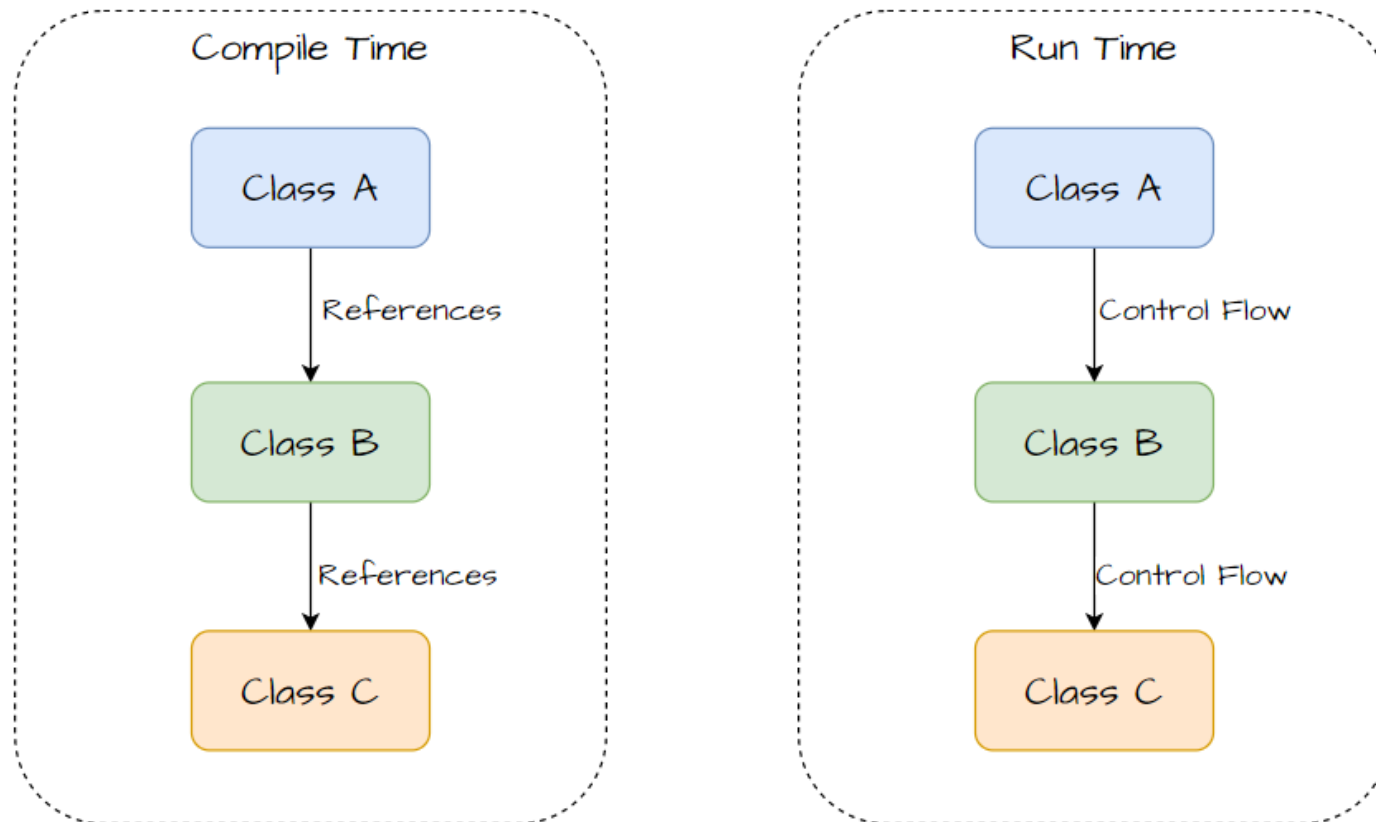 Compile Time
Class A
References
Class B
References
Class C
Run Time
Class A
Control Flow
Class B
Control Flow
Class C